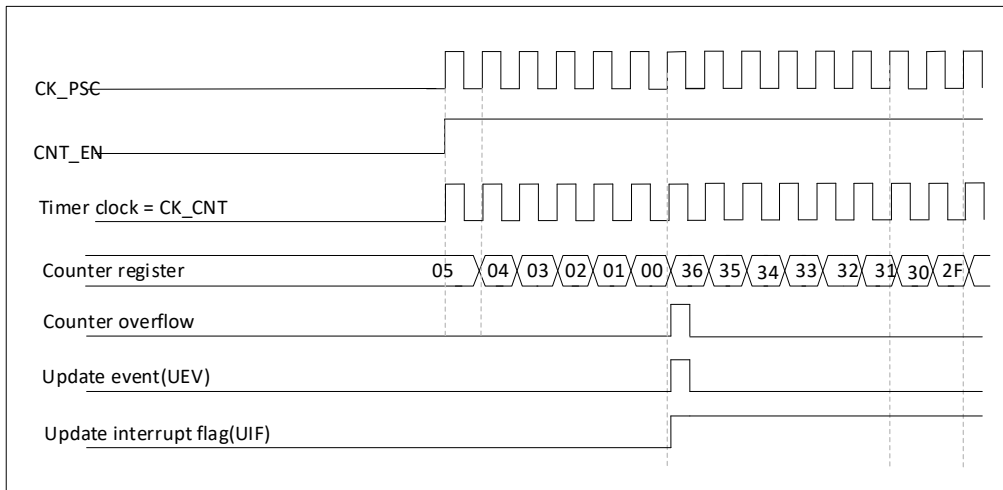 CK_PSC
CNT_EN
Timer clock = CK_CNT
Counter register 05 04 03 02 01 00 36 35 34 33 32 31 30 2F
Counter overflow
Update event(UEV)
Update interrupt flag(UIF)